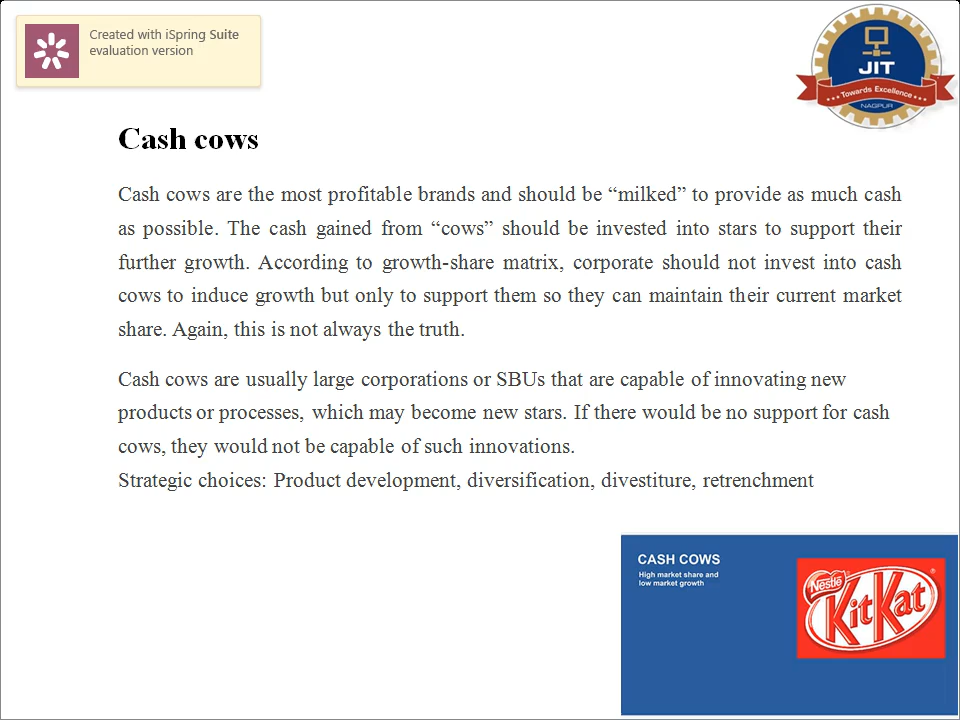 Created with iSpring Suite
evaluation version
JIT
Towards Excellence
NAGPUR
Cash cows
Cash cows are the most profitable brands and should be “milked” to provide as much cash
as possible. The cash gained from “cows” should be invested into stars to support their
further growth. According to growth-share matrix, corporate should not invest into cash
cows to induce growth but only to support them so they can maintain their current market
share. Again, this is not always the truth.
Cash cows are usually large corporations or SBUs that are capable of innovating new
products or processes, which may become new stars. If there would be no support for cash
cows, they would not be capable of such innovations.
Strategic choices: Product development, diversification, divestiture, retrenchment
CASH COWS
High market share and
low market growth
Nestlé
KitKat
®